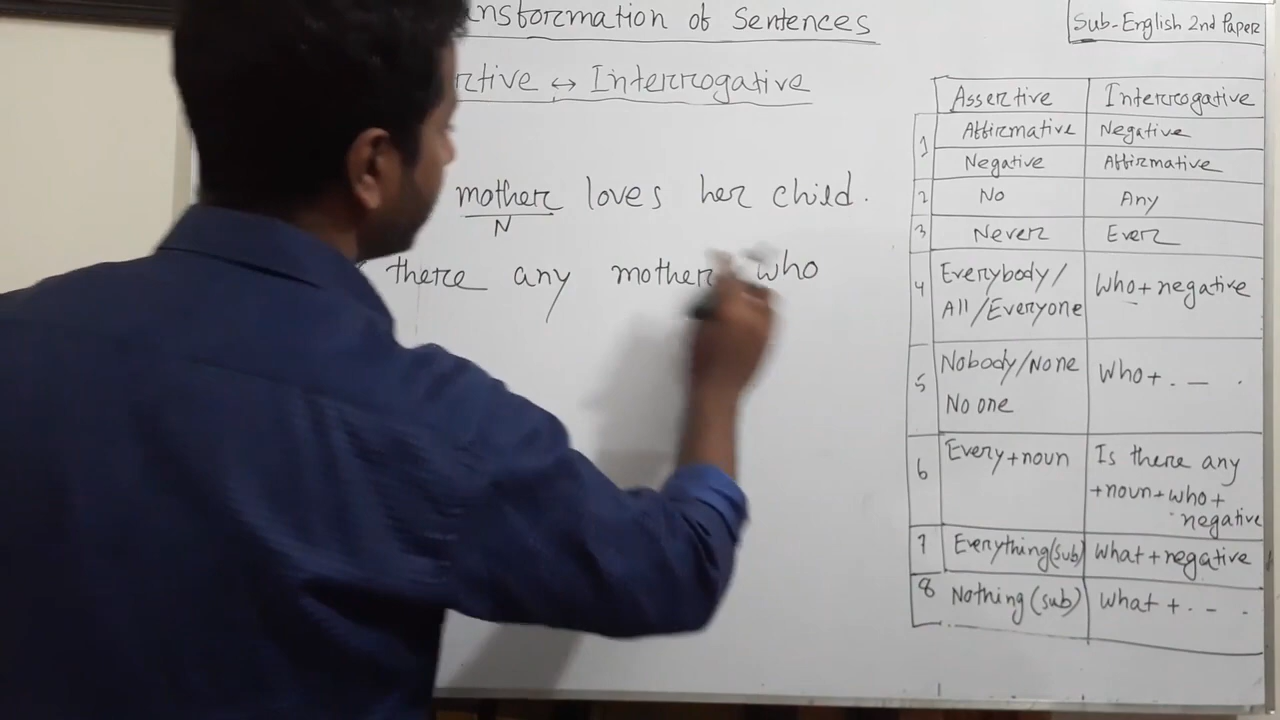 nsformation of Sentences
Sub-English 2nd Paper
rtive ↔ Interrogative
mother loves her child.
N
there any mother who
Assertive Interrogative
1 Affirmative Negative
Negative Affirmative
2 No Any
3 Never Ever
4 Everybody/ Who + negative
All/Everyone
5 Nobody/None Who + . — .
No one
6 Every + noun Is there any
+ noun + who +
negative
7 Everything (sub) What + negative
8 Nothing (sub) What + . - .